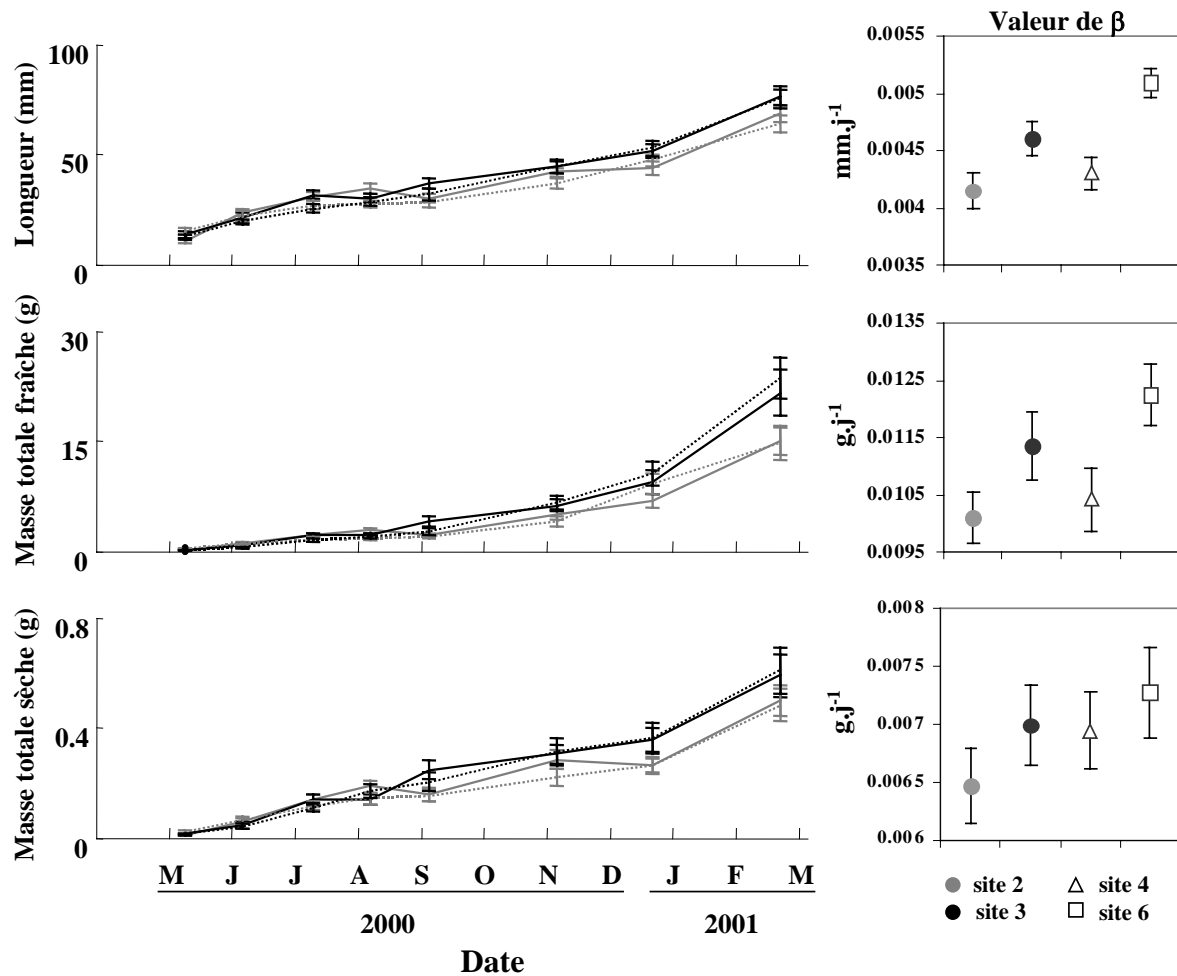 Valeur de β
Longueur (mm)
100
50
0
mm.j-1
0.0055
0.005
0.0045
0.004
0.0035
Masse totale fraîche (g)
30
15
0
g.j-1
0.0135
0.0125
0.0115
0.0105
0.0095
Masse totale sèche (g)
0.8
0.4
0
g.j-1
0.008
0.0075
0.007
0.0065
0.006
M J J A S O N D J F M
2000 2001
Date
site 2 site 4
site 3 site 6